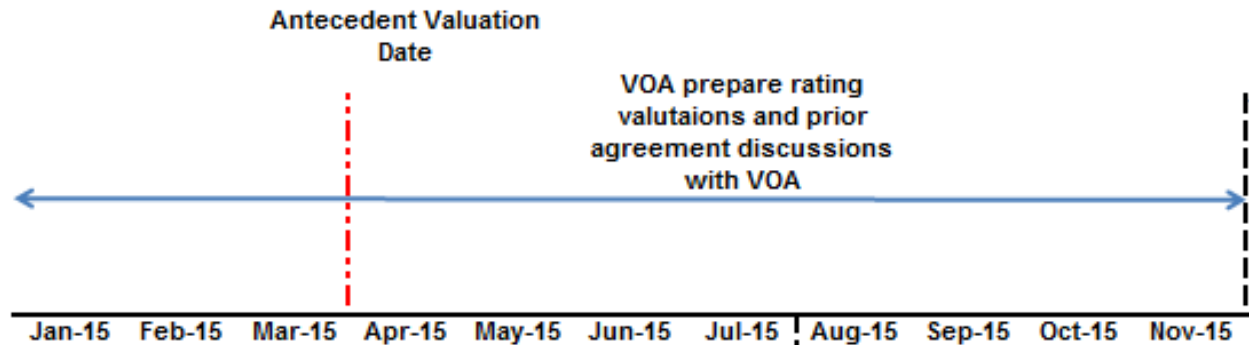 Antecedent Valuation
Date
VOA prepare rating
valutaions and prior
agreement discussions
with VOA
Jan-15 Feb-15 Mar-15 Apr-15 May-15 Jun-15 Jul-15 Aug-15 Sep-15 Oct-15 Nov-15